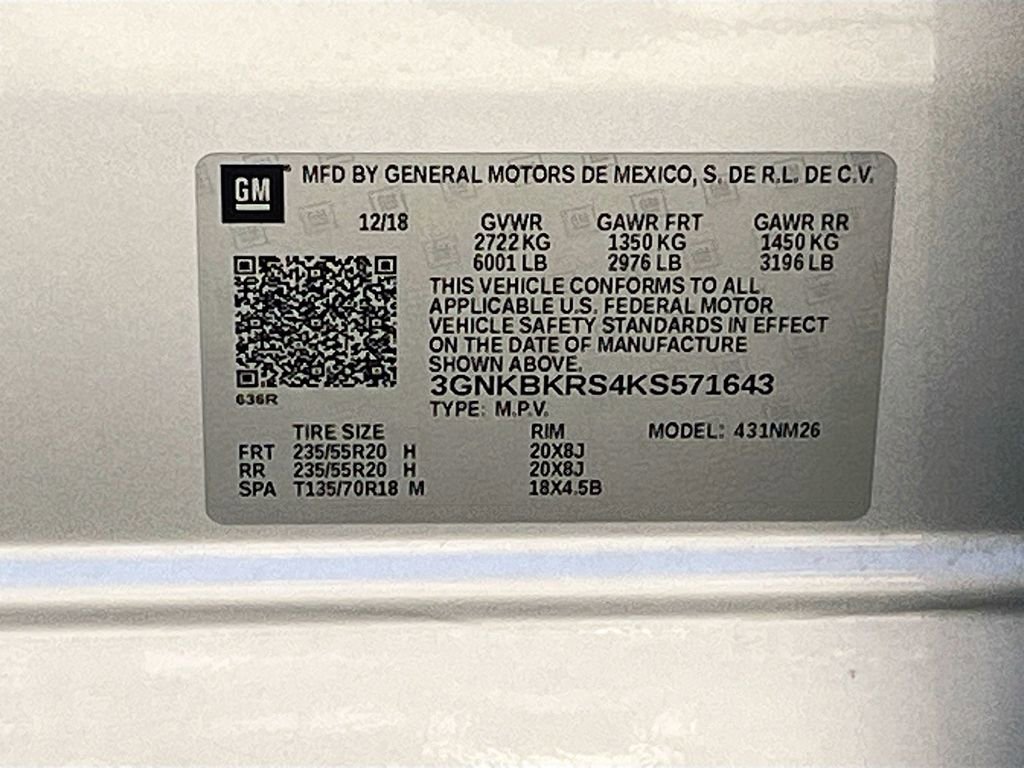 GM MFD BY GENERAL MOTORS DE MEXICO, S. DE R.L. DE C.V.
12/18 GVWR GAWR FRT GAWR RR
2722 KG 1350 KG 1450 KG
6001 LB 2976 LB 3196 LB
THIS VEHICLE CONFORMS TO ALL
APPLICABLE U.S. FEDERAL MOTOR
VEHICLE SAFETY STANDARDS IN EFFECT
ON THE DATE OF MANUFACTURE
SHOWN ABOVE.
3GNKBKRS4KS571643
636R
TYPE: M.P.V.
TIRE SIZE RIM MODEL: 431NM26
FRT 235/55R20 H 20X8J
RR 235/55R20 H 20X8J
SPA T135/70R18 M 18X4.5B